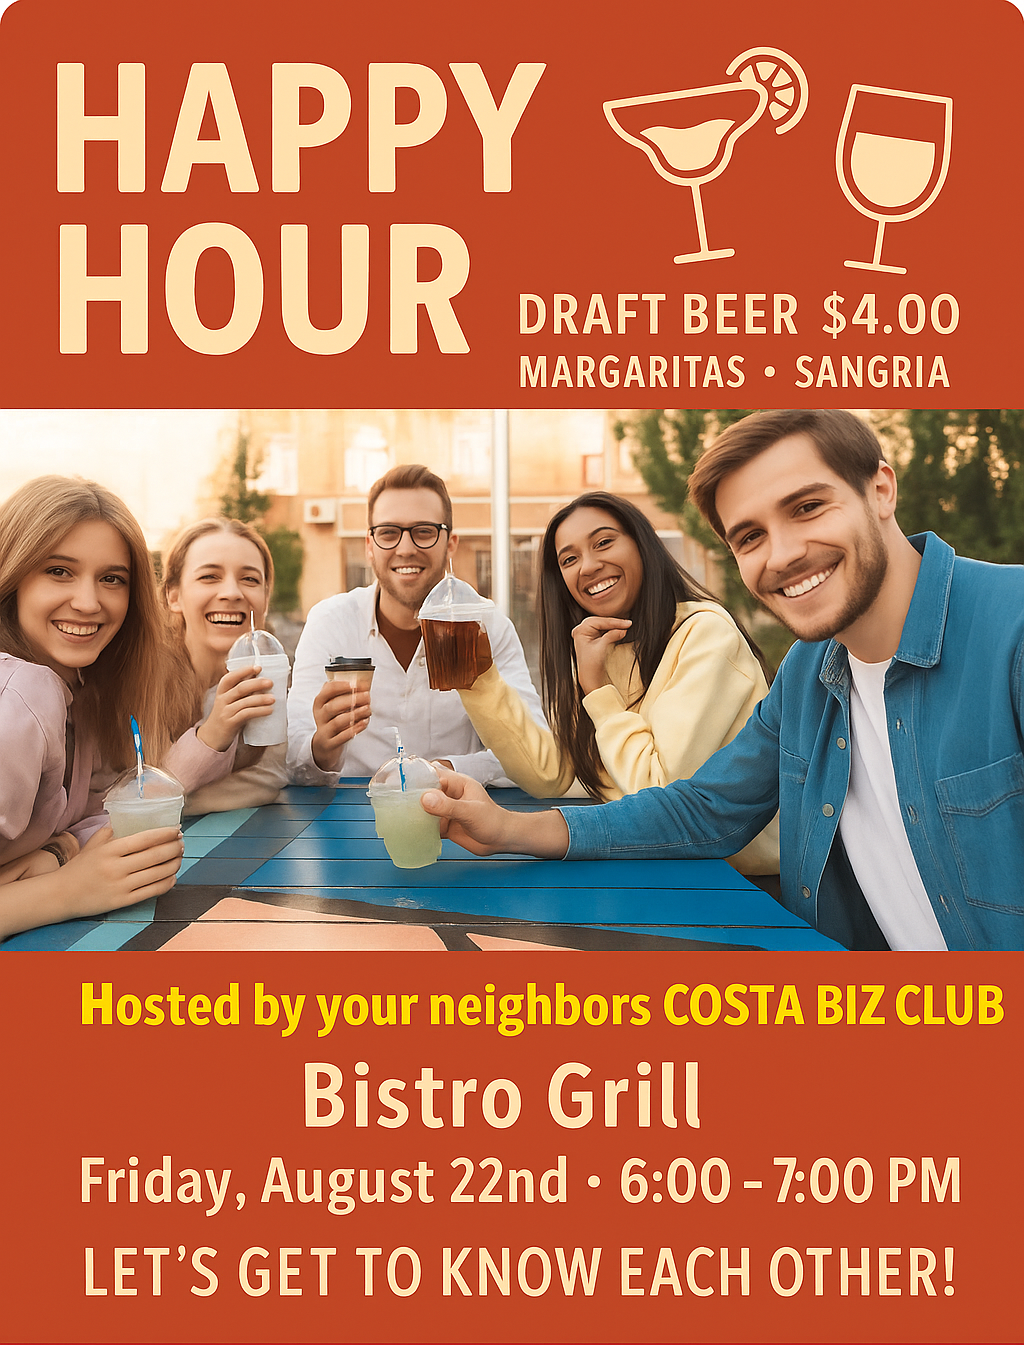 HAPPY
HOUR
DRAFT BEER $4.00
MARGARITAS • SANGRIA
Hosted by your neighbors COSTA BIZ CLUB
Bistro Grill
Friday, August 22nd • 6:00 – 7:00 PM
LET’S GET TO KNOW EACH OTHER!